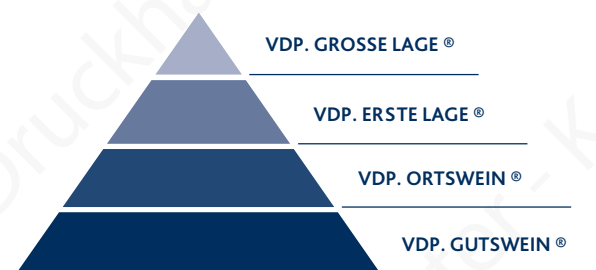 VDP. GROSSE LAGE ®
VDP. ERSTE LAGE ®
VDP. ORTSWEIN ®
VDP. GUTSWEIN ®